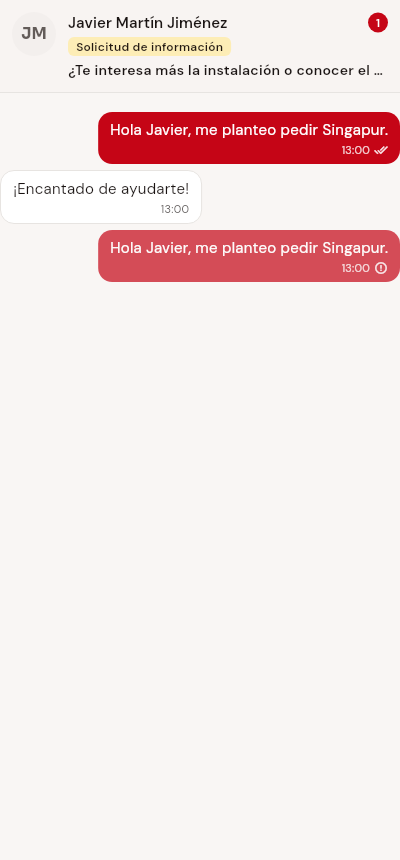 JM
Javier Martín Jiménez
1
Solicitud de información
¿Te interesa más la instalación o conocer el ...
Hola Javier, me planteo pedir Singapur.
13:00
¡Encantado de ayudarte!
13:00
Hola Javier, me planteo pedir Singapur.
13:00